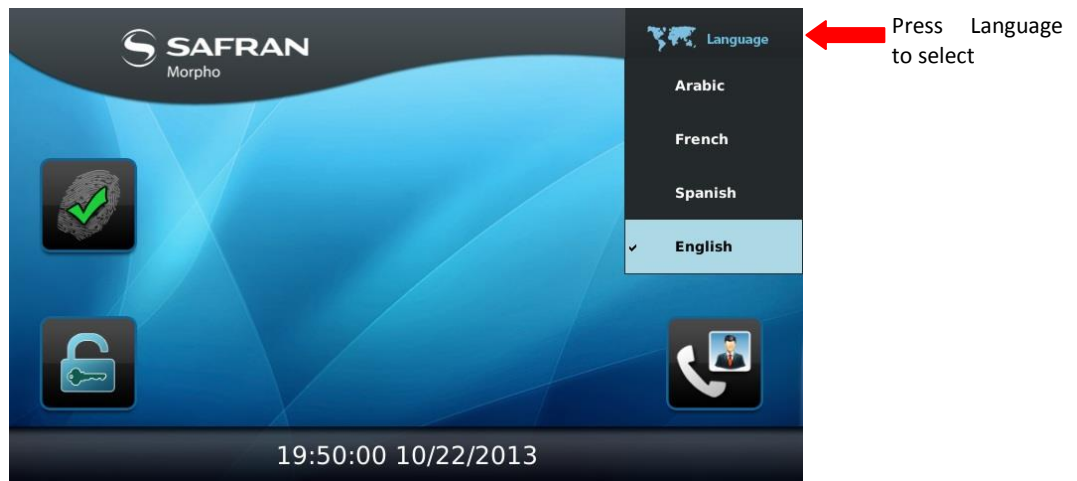 SAFRAN
Morpho
Language
Arabic
French
Spanish
English
19:50:00 10/22/2013
Press Language
to select